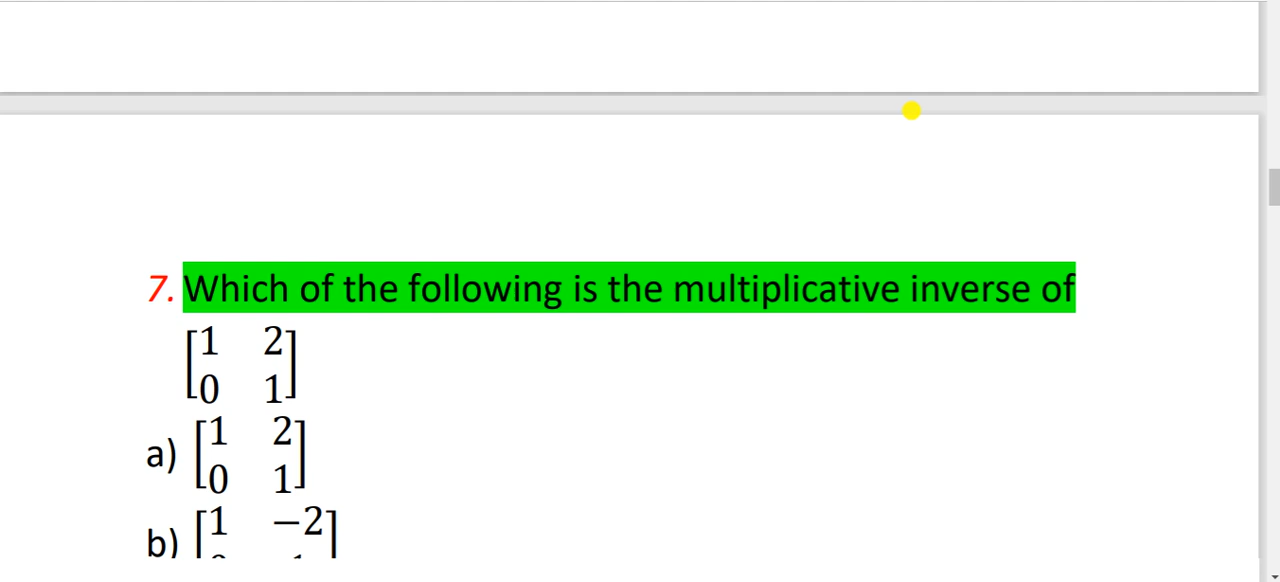 7. Which of the following is the multiplicative inverse of
[1 2
0 1]
a) [1 2
0 1]
b) [1 −2]